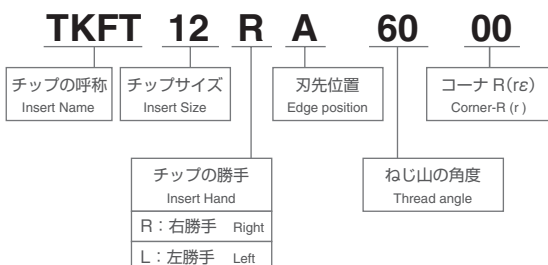 TKFT 12 R A 60 00
チップの呼称
Insert Name
チップサイズ
Insert Size
刃先位置
Edge position
コーナ R(rε)
Corner-R (r )
チップの勝手
Insert Hand
R：右勝手 Right
L：左勝手 Left
ねじ山の角度
Thread angle